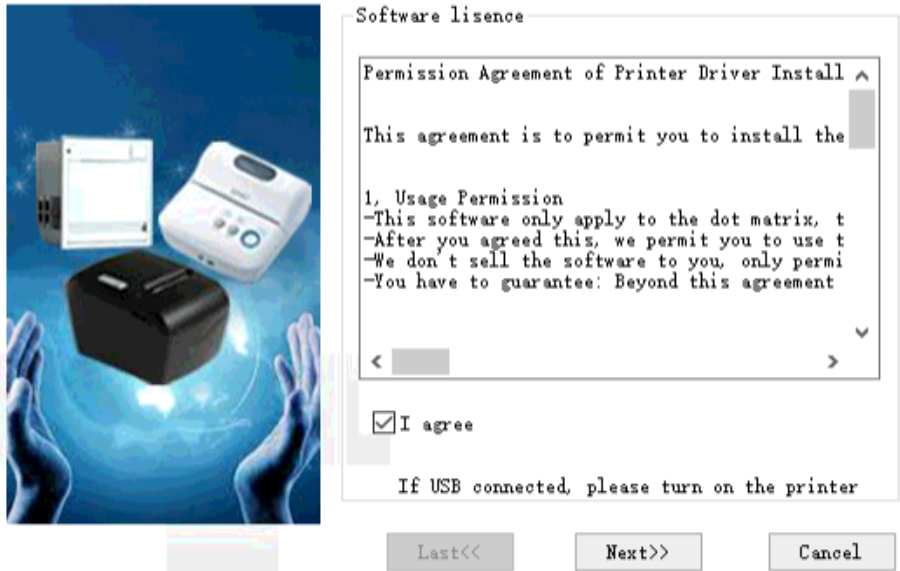 Software lisence
Permission Agreement of Printer Driver Install
This agreement is to permit you to install the
1, Usage Permission
-This software only apply to the dot matrix, t
-After you agreed this, we permit you to use t
-We don't sell the software to you, only permi
-You have to guarantee: Beyond this agreement
I agree
If USB connected, please turn on the printer
Last<<
Next>>
Cancel